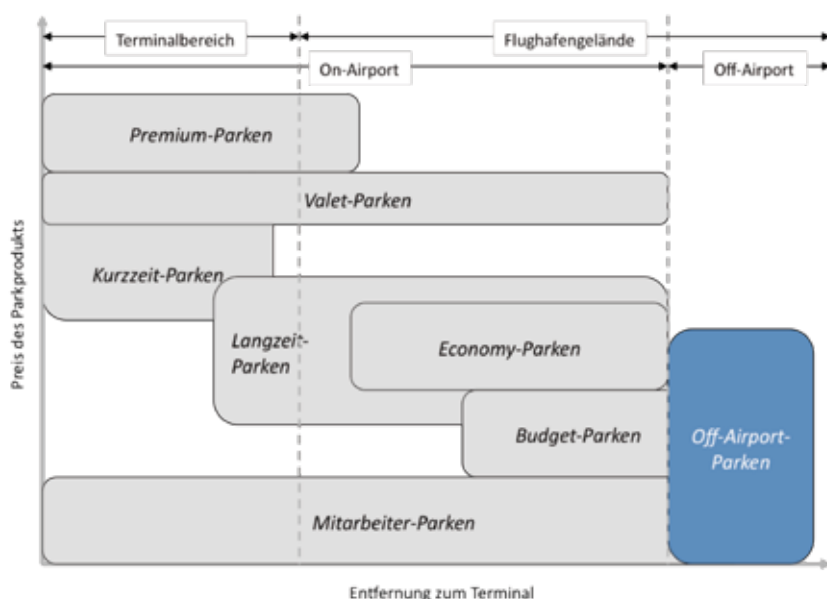 Terminalbereich
Flughafengelände
On-Airport
Off-Airport
Premium-Parken
Valet-Parken
Kurzzeit-Parken
Langzeit-
Parken
Economy-Parken
Budget-Parken
Off-Airport-
Parken
Mitarbeiter-Parken
Preis des Parkprodukts
Entfernung zum Terminal